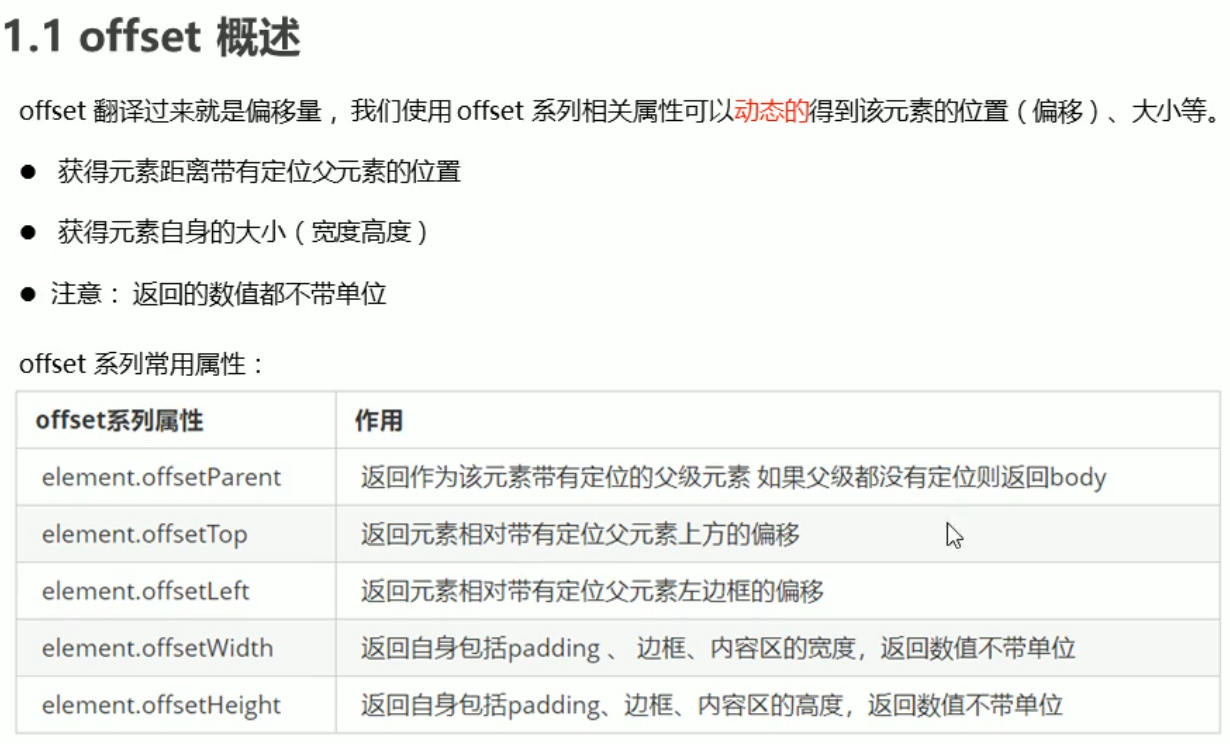 1.1 offset 概述
offset 翻译过来就是偏移量，我们使用 offset 系列相关属性可以动态的得到该元素的位置（偏移）、大小等。
● 获得元素距离带有定位父元素的位置
● 获得元素自身的大小（宽度高度）
● 注意： 返回的数值都不带单位
offset 系列常用属性：
offset系列属性 作用
element.offsetParent 返回作为该元素带有定位的父级元素 如果父级都没有定位则返回body
element.offsetTop 返回元素相对带有定位父元素上方的偏移
element.offsetLeft 返回元素相对带有定位父元素左边框的偏移
element.offsetWidth 返回自身包括padding 、 边框、内容区的宽度，返回数值不带单位
element.offsetHeight 返回自身包括padding、边框、内容区的高度，返回数值不带单位